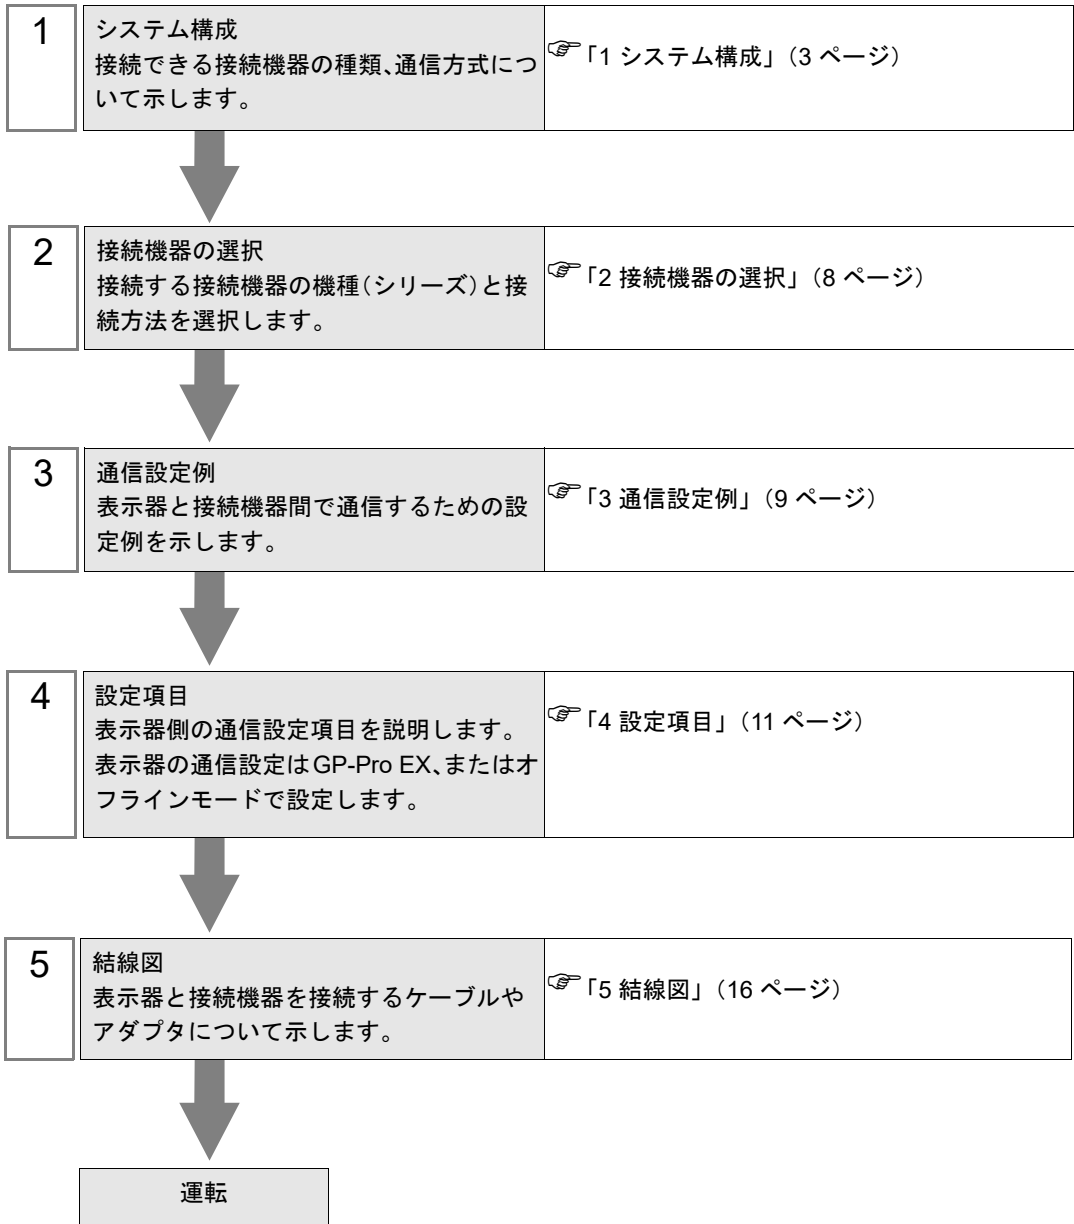 1
システム構成
接続できる接続機器の種類、通信方式につ
いて示します。
☞「1 システム構成」（3 ページ）
2
接続機器の選択
接続する接続機器の機種（シリーズ）と接
続方法を選択します。
☞「2 接続機器の選択」（8 ページ）
3
通信設定例
表示器と接続機器間で通信するための設
定例を示します。
☞「3 通信設定例」（9 ページ）
4
設定項目
表示器側の通信設定項目を説明します。
表示器の通信設定はGP-Pro EX、またはオ
フラインモードで設定します。
☞「4 設定項目」（11 ページ）
5
結線図
表示器と接続機器を接続するケーブルや
アダプタについて示します。
☞「5 結線図」（16 ページ）
運転